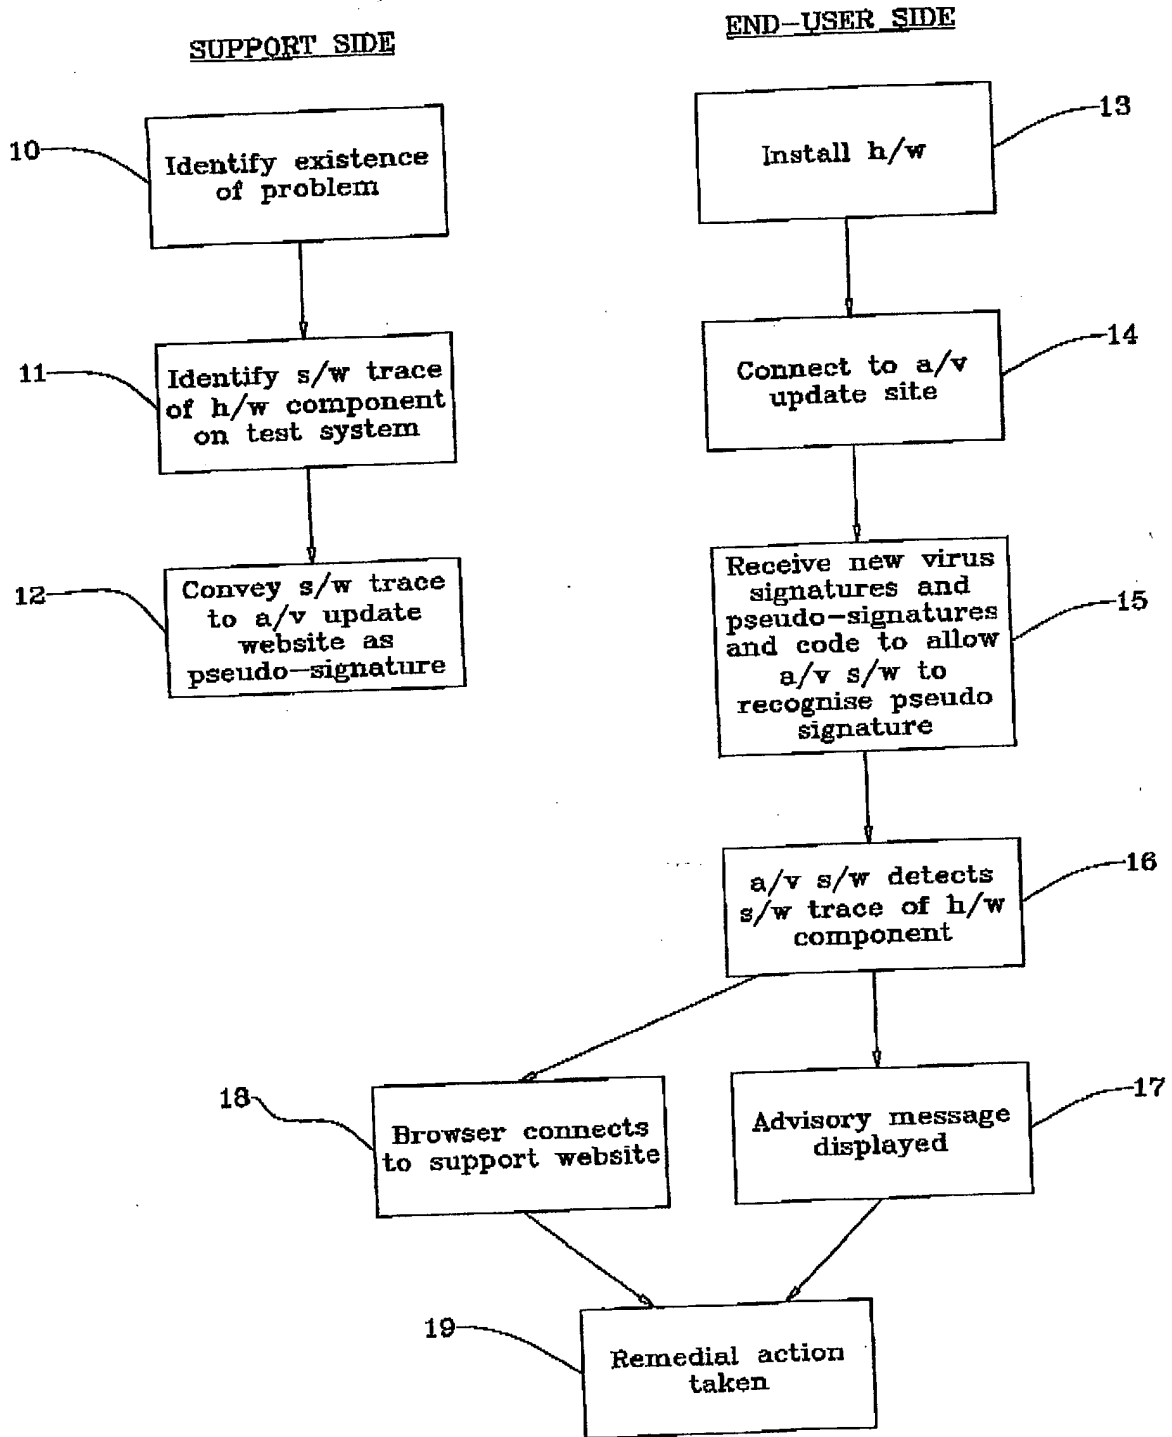 SUPPORT SIDE
10
Identify existence
of problem
11
Identify s/w trace
of h/w component
on test system
12
Convey s/w trace
to a/v update
website as
pseudo-signature
END-USER SIDE
13
Install h/w
14
Connect to a/v
update site
15
Receive new virus
signatures and
pseudo-signatures
and code to allow
a/v s/w to
recognise pseudo
signature
16
a/v s/w detects
s/w trace of h/w
component
18
Browser connects
to support website
17
Advisory message
displayed
19
Remedial action
taken